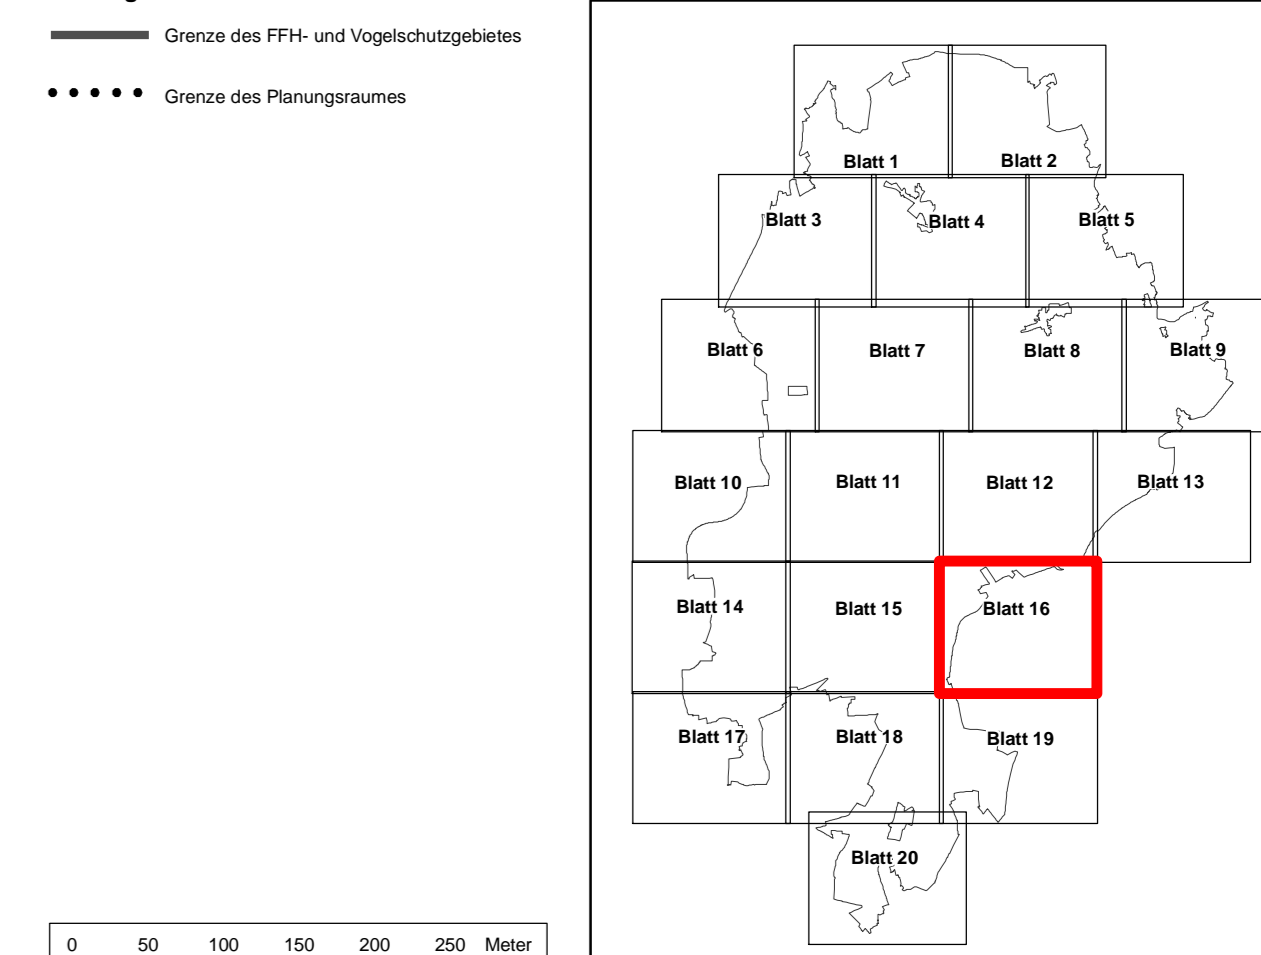 Grenze des FFH- und Vogelschutzgebietes
Grenze des Planungsraumes
Blatt 1
Blatt 2
Blatt 3
Blatt 4
Blatt 5
Blatt 6
Blatt 7
Blatt 8
Blatt 9
Blatt 10
Blatt 11
Blatt 12
Blatt 13
Blatt 14
Blatt 15
Blatt 16
Blatt 17
Blatt 18
Blatt 19
Blatt 20
0 50 100 150 200 250 Meter